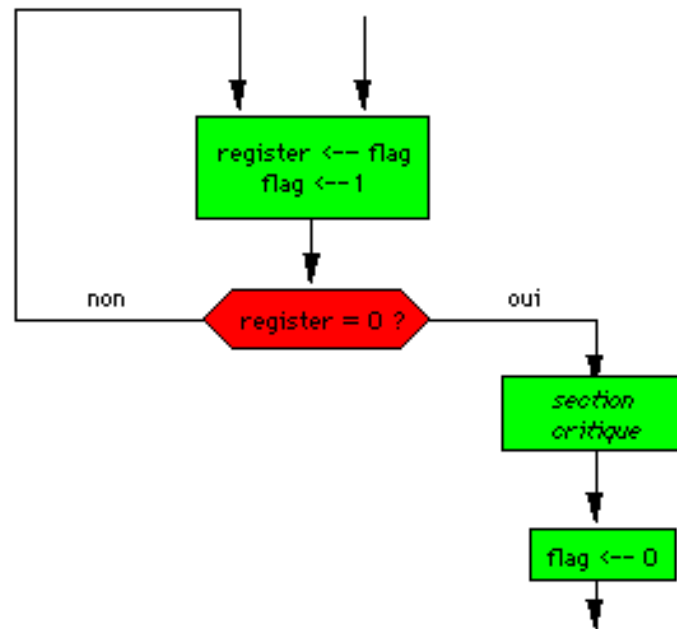 register <-- flag
flag <--1
non
register = 0 ?
oui
section
critique
flag <-- 0